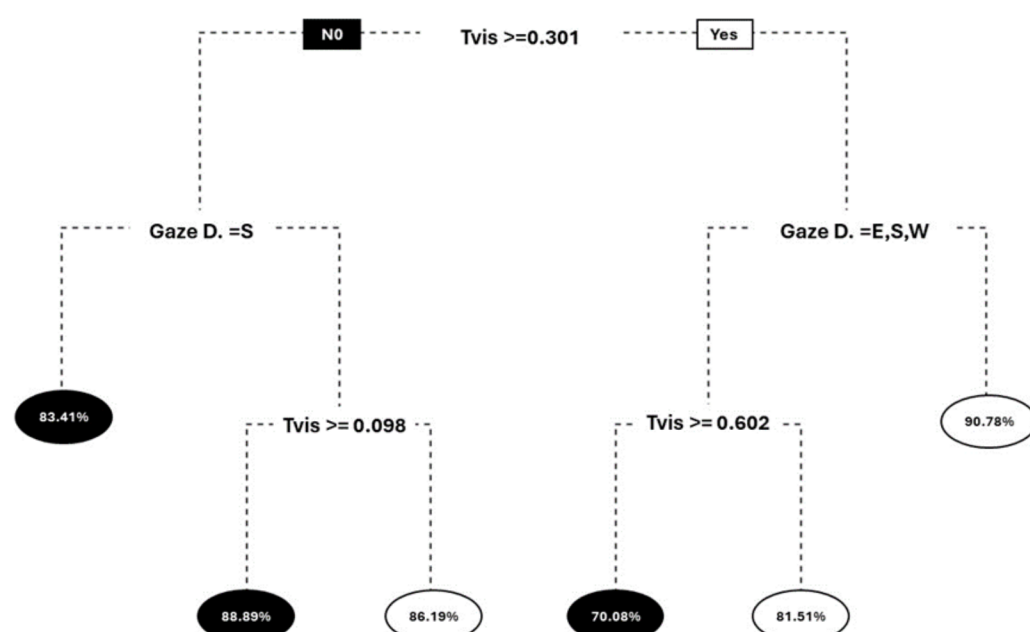 N0
Tvis >=0.301
Yes
Gaze D. =S
Gaze D. =E,S,W
83.41%
Tvis >= 0.098
Tvis >= 0.602
90.78%
88.89%
86.19%
70.08%
81.51%